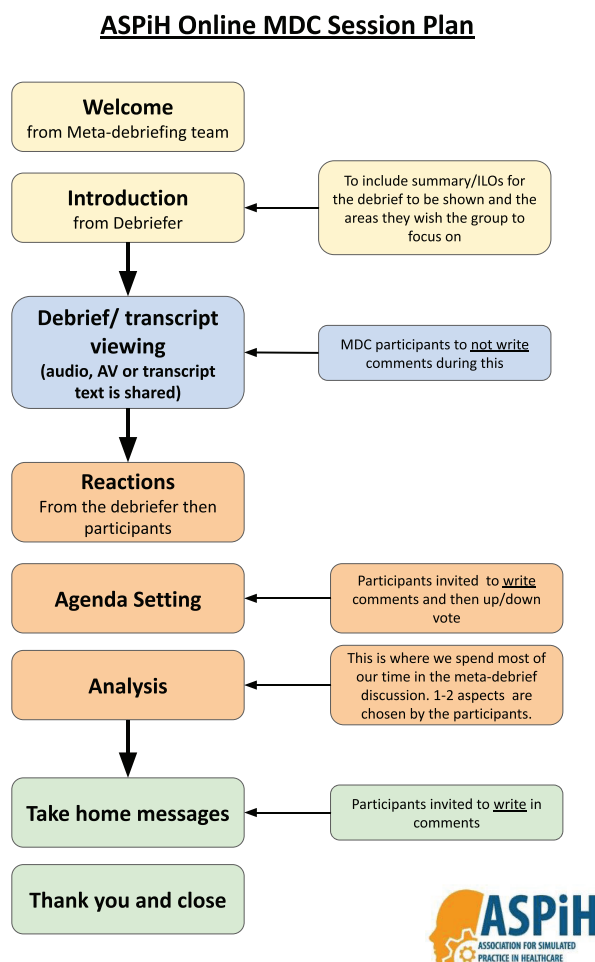 ASPiH Online MDC Session Plan
Welcome
from Meta-debriefing team
Introduction
from Debriefer
To include summary/ILOs for
the debrief to be shown and the
areas they wish the group to
focus on
Debrief/ transcript
viewing
(audio, AV or transcript
text is shared)
MDC participants to not write
comments during this
Reactions
From the debriefer then
participants
Agenda Setting
Participants invited to write
comments and then up/down
vote
Analysis
This is where we spend most of
our time in the meta-debrief
discussion. 1-2 aspects are
chosen by the participants.
Take home messages
Participants invited to write in
comments
Thank you and close
ASPiH
ASSOCIATION FOR SIMULATED
PRACTICE IN HEALTHCARE